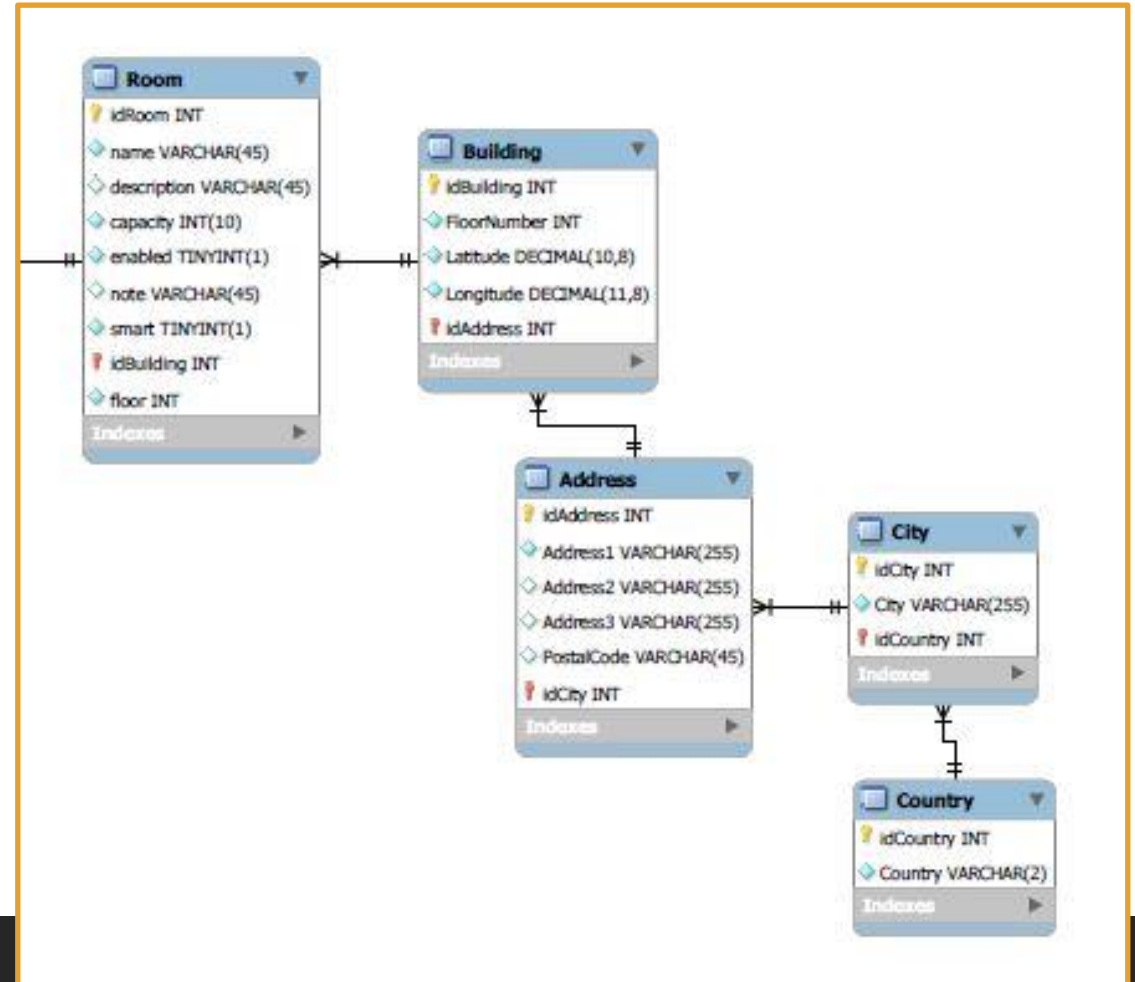 Room
idRoom INT
name VARCHAR(45)
description VARCHAR(45)
capacity INT(10)
enabled TINYINT(1)
note VARCHAR(45)
smart TINYINT(1)
idBuilding INT
floor INT
Indexes
Building
idBuilding INT
FloorNumber INT
Latitude DECIMAL(10,8)
Longitude DECIMAL(11,8)
idAddress INT
Indexes
Address
idAddress INT
Address1 VARCHAR(255)
Address2 VARCHAR(255)
Address3 VARCHAR(255)
PostalCode VARCHAR(45)
idCity INT
Indexes
City
idCity INT
City VARCHAR(255)
idCountry INT
Indexes
Country
idCountry INT
Country VARCHAR(2)
Indexes